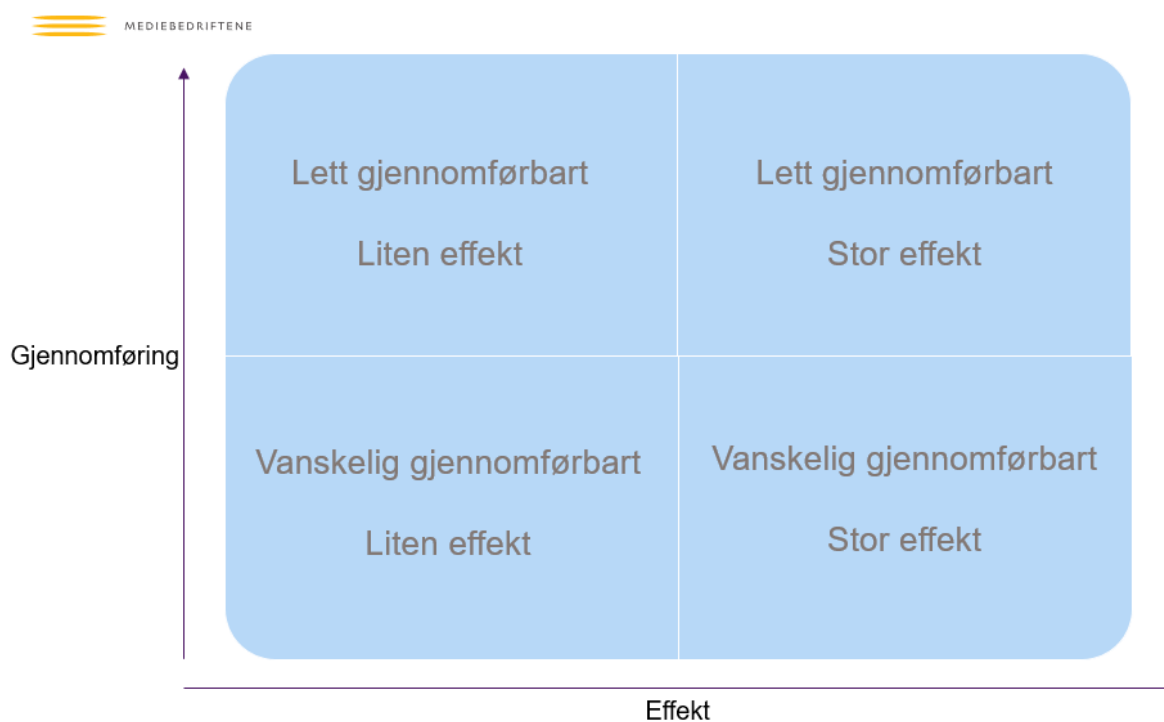 MEDIEBEDRIFTENE
Lett gjennomførbart
Liten effekt
Lett gjennomførbart
Stor effekt
Gjennomføring
Vanskelig gjennomførbart
Liten effekt
Vanskelig gjennomførbart
Stor effekt
Effekt